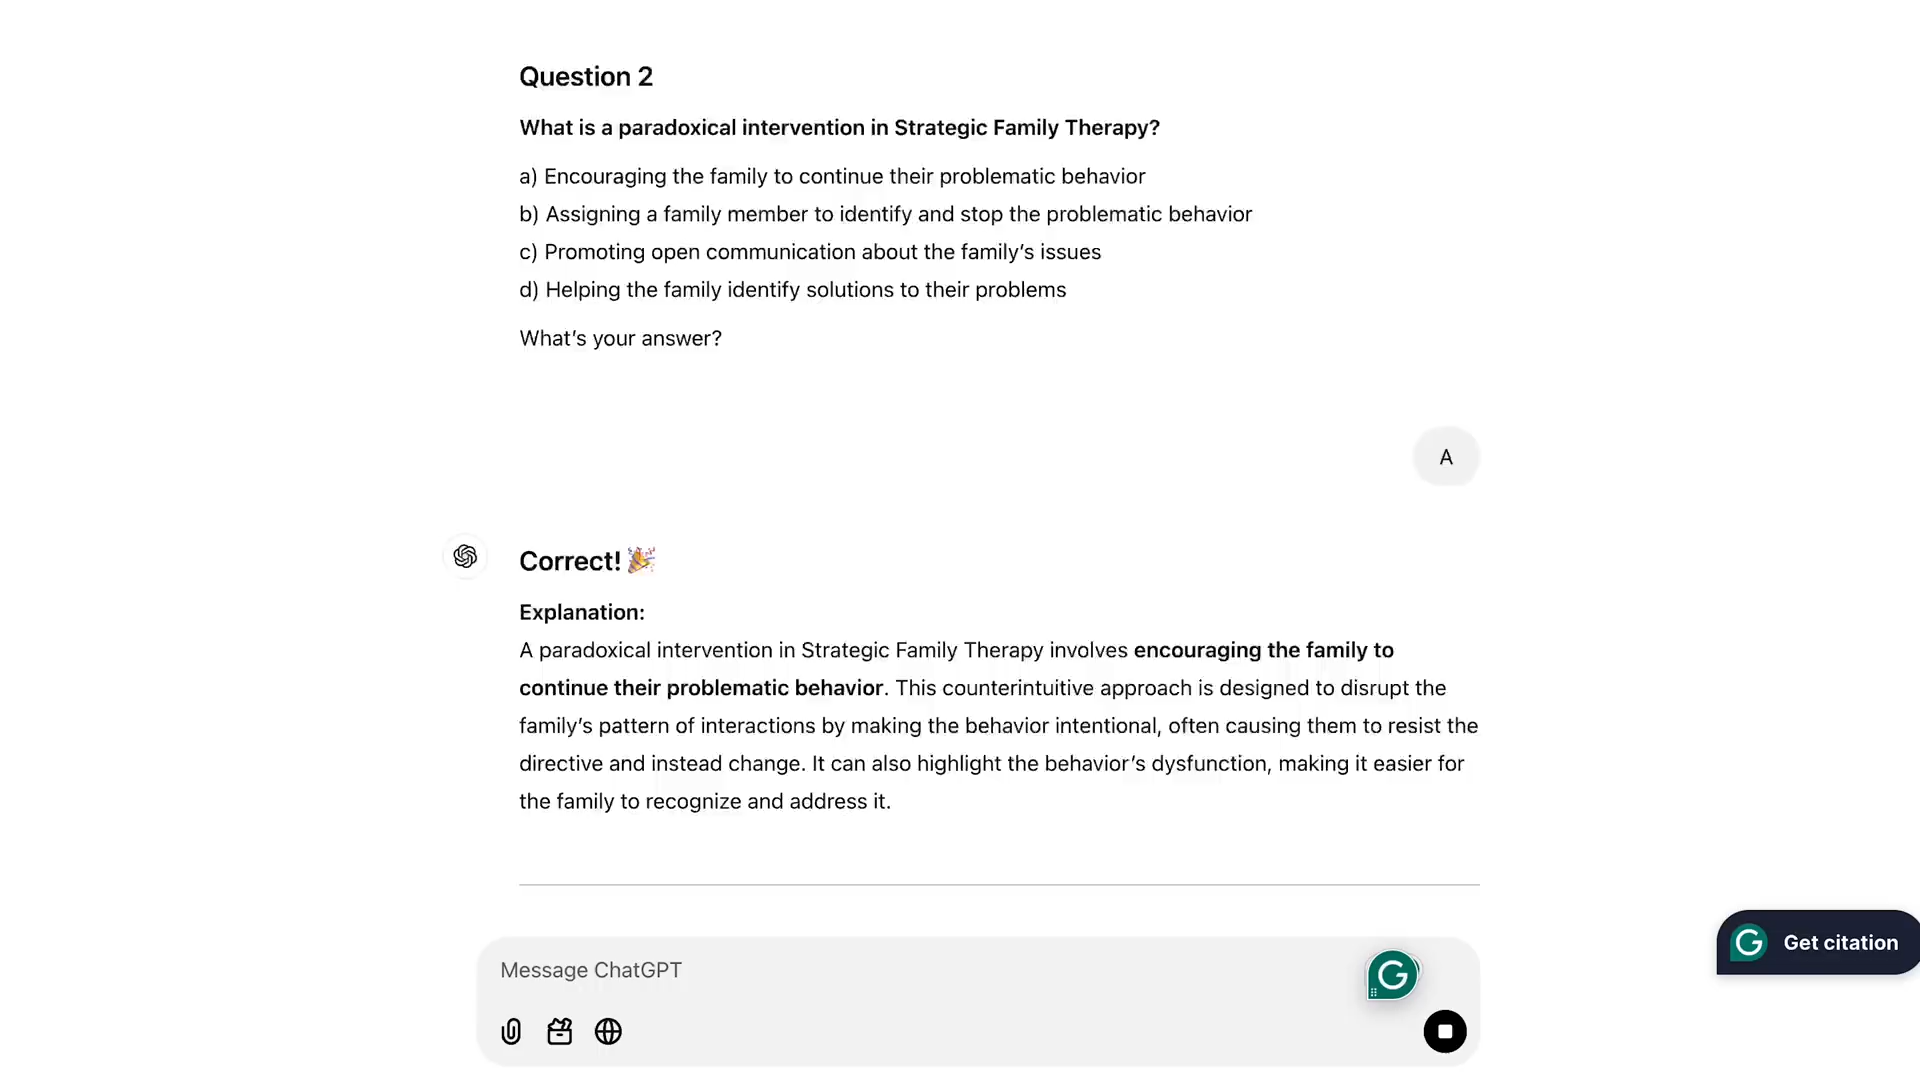 Question 2
What is a paradoxical intervention in Strategic Family Therapy?
a) Encouraging the family to continue their problematic behavior
b) Assigning a family member to identify and stop the problematic behavior
c) Promoting open communication about the family’s issues
d) Helping the family identify solutions to their problems
What’s your answer?
A
Correct! 🎉
Explanation:
A paradoxical intervention in Strategic Family Therapy involves encouraging the family to
continue their problematic behavior. This counterintuitive approach is designed to disrupt the
family’s pattern of interactions by making the behavior intentional, often causing them to resist the
directive and instead change. It can also highlight the behavior’s dysfunction, making it easier for
the family to recognize and address it.
Get citation
Message ChatGPT